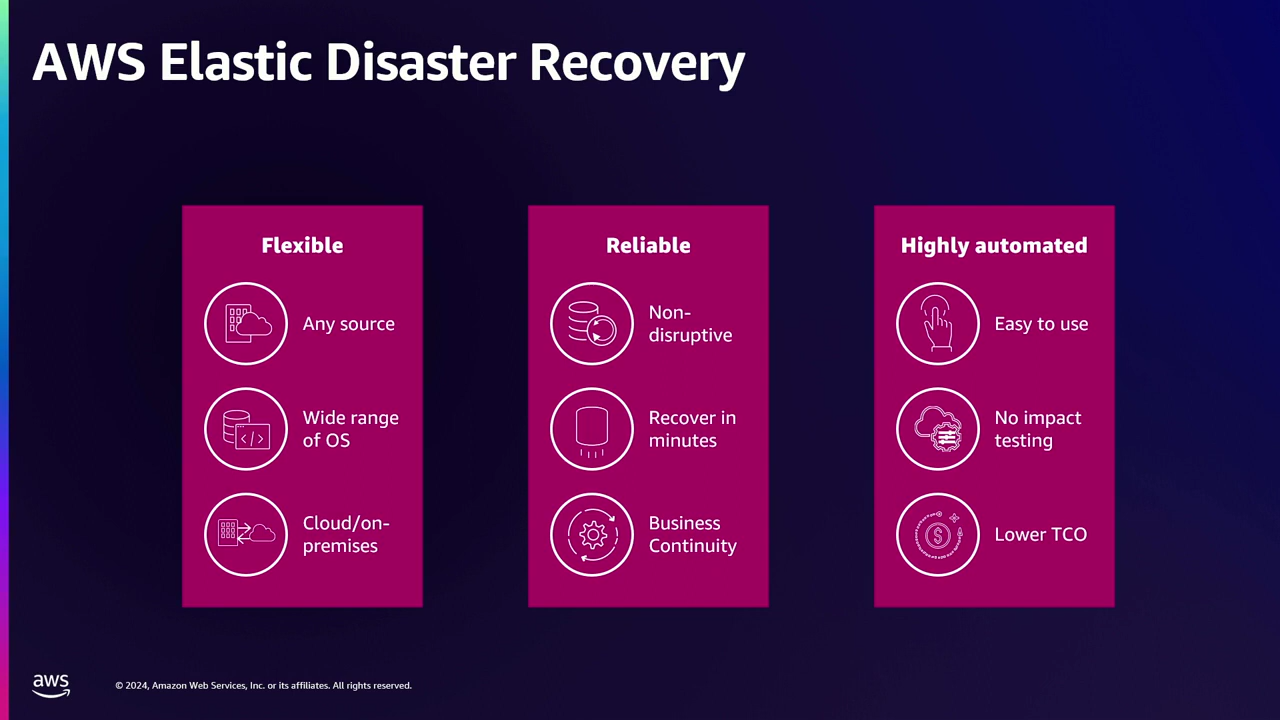 AWS Elastic Disaster Recovery
Flexible
Any source
Wide range
of OS
Cloud/on-
premises
Reliable
Non-
disruptive
Recover in
minutes
Business
Continuity
Highly automated
Easy to use
No impact
testing
Lower TCO
aws
© 2024, Amazon Web Services, Inc. or its affiliates. All rights reserved.